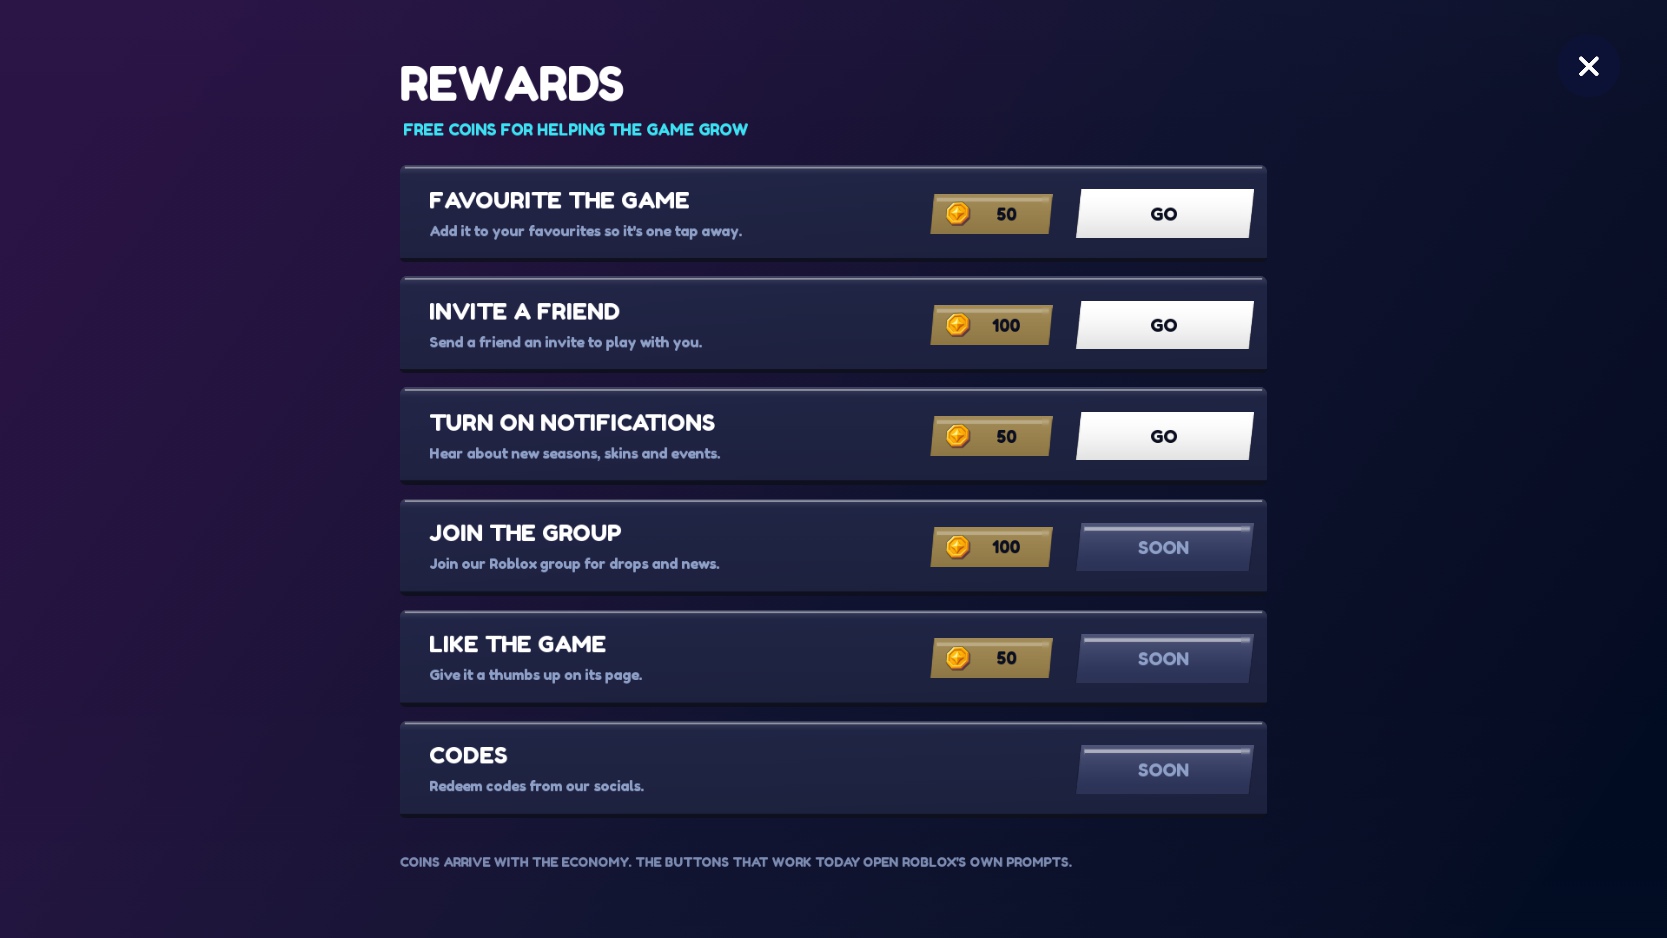 REWARDS
FREE COINS FOR HELPING THE GAME GROW
FAVOURITE THE GAME
Add it to your favourites so it's one tap away.
50
GO
INVITE A FRIEND
Send a friend an invite to play with you.
100
GO
TURN ON NOTIFICATIONS
Hear about new seasons, skins and events.
50
GO
JOIN THE GROUP
Join our Roblox group for drops and news.
100
SOON
LIKE THE GAME
Give it a thumbs up on its page.
50
SOON
CODES
Redeem codes from our socials.
SOON
COINS ARRIVE WITH THE ECONOMY. THE BUTTONS THAT WORK TODAY OPEN ROBLOX'S OWN PROMPTS.